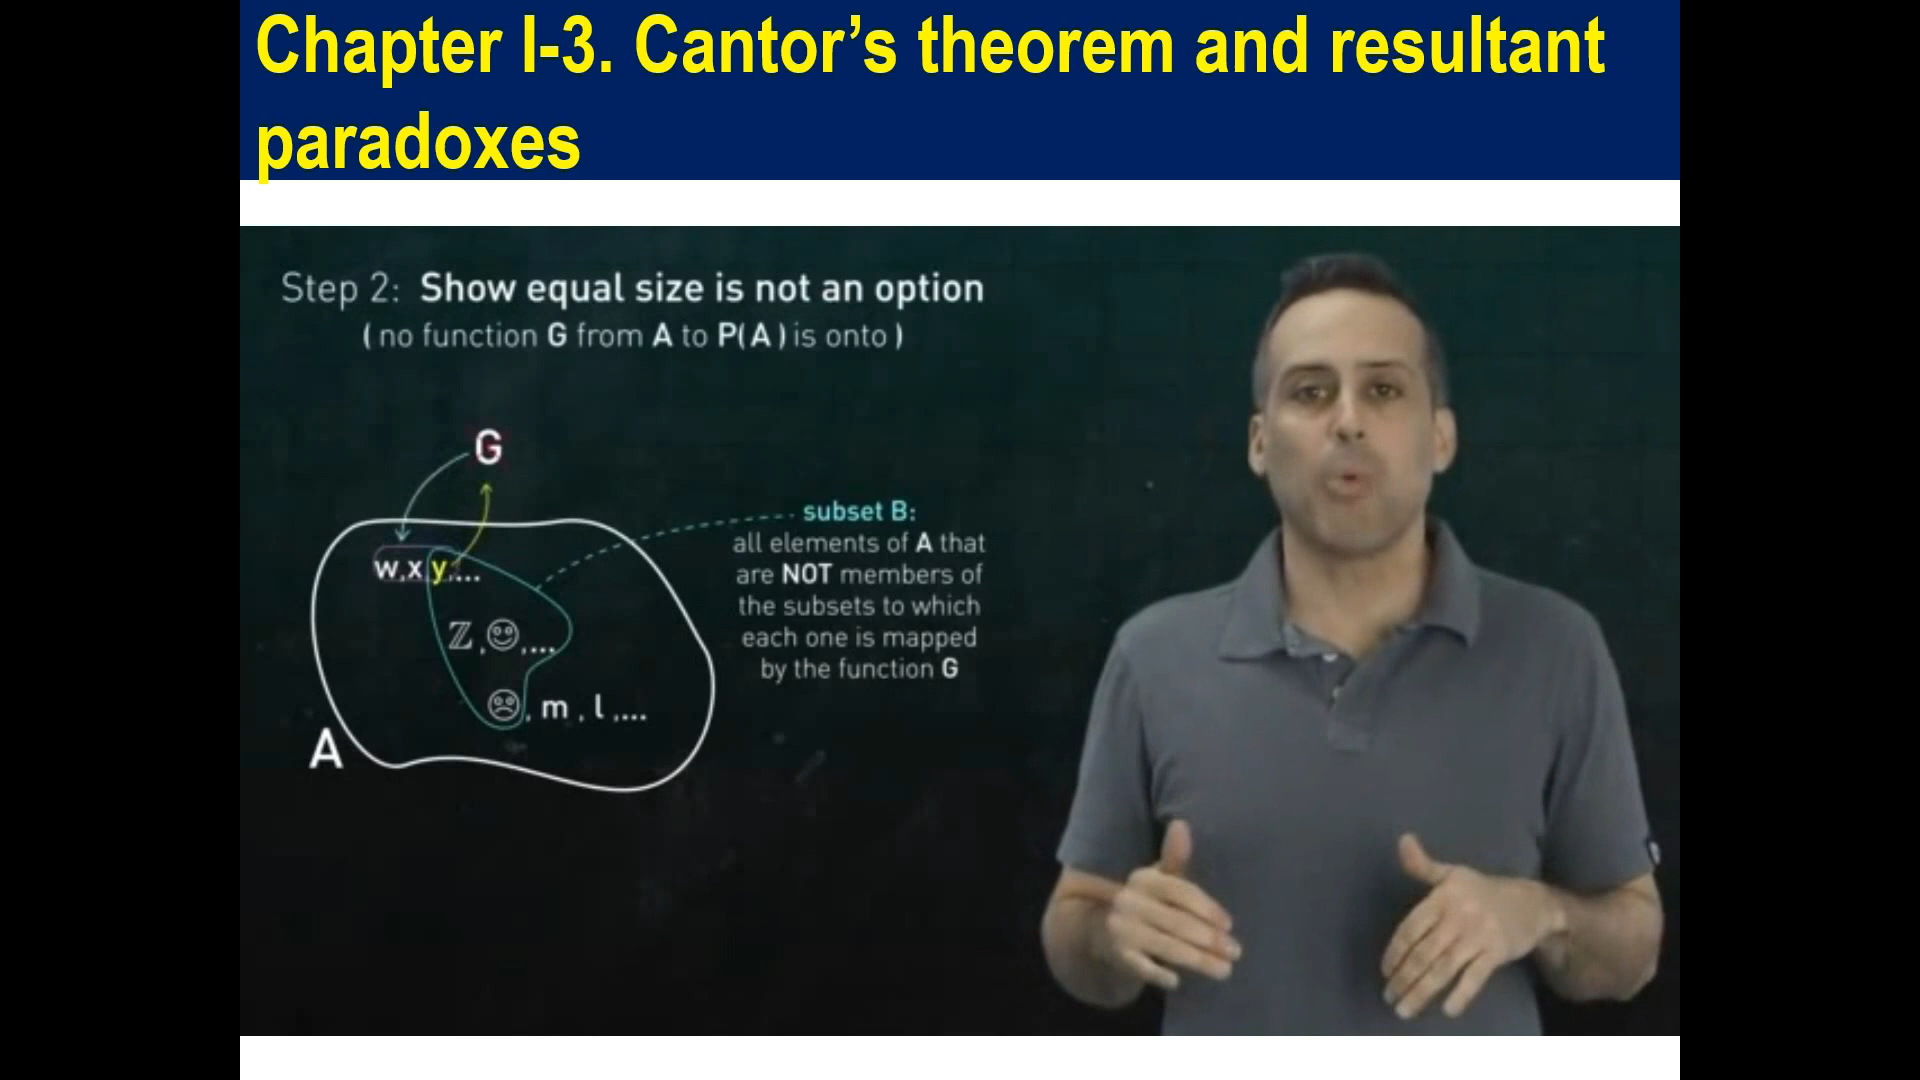 Chapter I-3. Cantor’s theorem and resultant
paradoxes
Step 2: Show equal size is not an option
( no function G from A to P( A ) is onto )
G
subset B:
all elements of A that
are NOT members of
the subsets to which
each one is mapped
by the function G
w,x,y,...
ℤ,☺,...
☹, m , l ,...
A